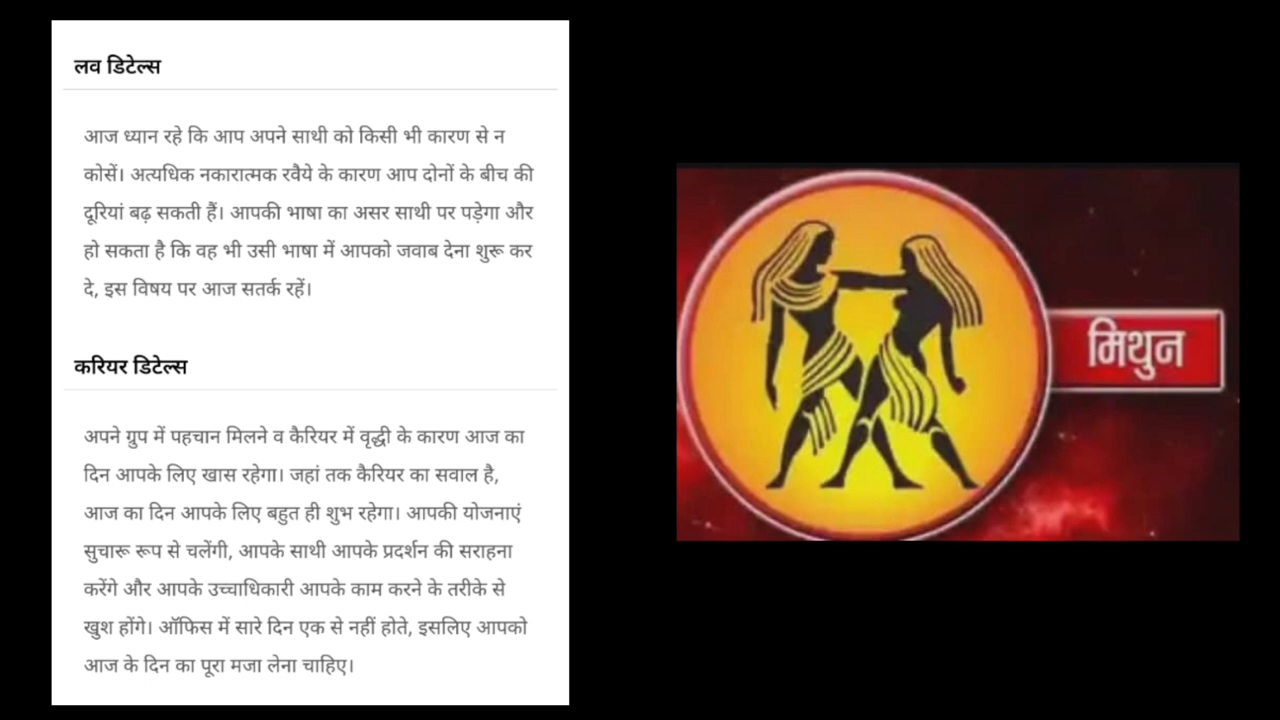 लव डिटेल्स
आज ध्यान रहे कि आप अपने साथी को किसी भी कारण से न
कोसें। अत्यधिक नकारात्मक रवैये के कारण आप दोनों के बीच की
दूरियां बढ़ सकती हैं। आपकी भाषा का असर साथी पर पड़ेगा और
हो सकता है कि वह भी उसी भाषा में आपको जवाब देना शुरू कर
दे, इस विषय पर आज सतर्क रहें।
करियर डिटेल्स
अपने ग्रुप में पहचान मिलने व कैरियर में वृद्धी के कारण आज का
दिन आपके लिए खास रहेगा। जहां तक कैरियर का सवाल है,
आज का दिन आपके लिए बहुत ही शुभ रहेगा। आपकी योजनाएं
सुचारू रूप से चलेंगी, आपके साथी आपके प्रदर्शन की सराहना
करेंगे और आपके उच्चाधिकारी आपके काम करने के तरीके से
खुश होंगे। ऑफिस में सारे दिन एक से नहीं होते, इसलिए आपको
आज के दिन का पूरा मजा लेना चाहिए।
मिथुन